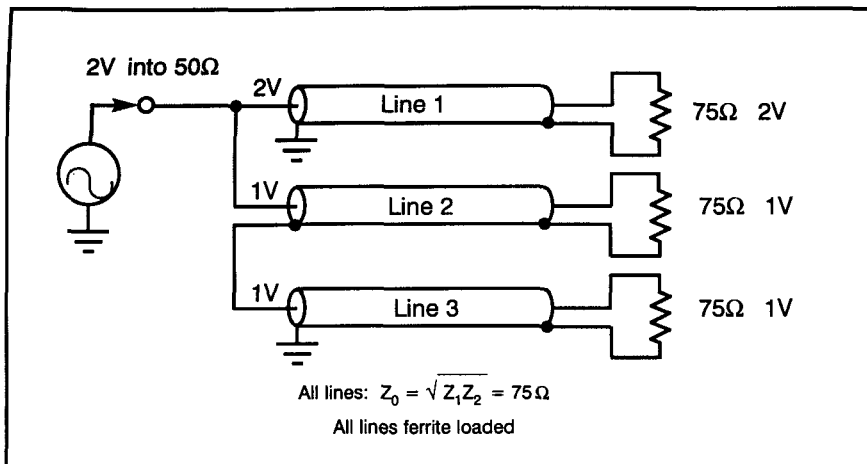 2V into 50Ω
2V
Line 1
75Ω 2V
1V
Line 2
75Ω 1V
1V
Line 3
75Ω 1V
All lines: Z₀ = √Z₁Z₂ = 75Ω
All lines ferrite loaded